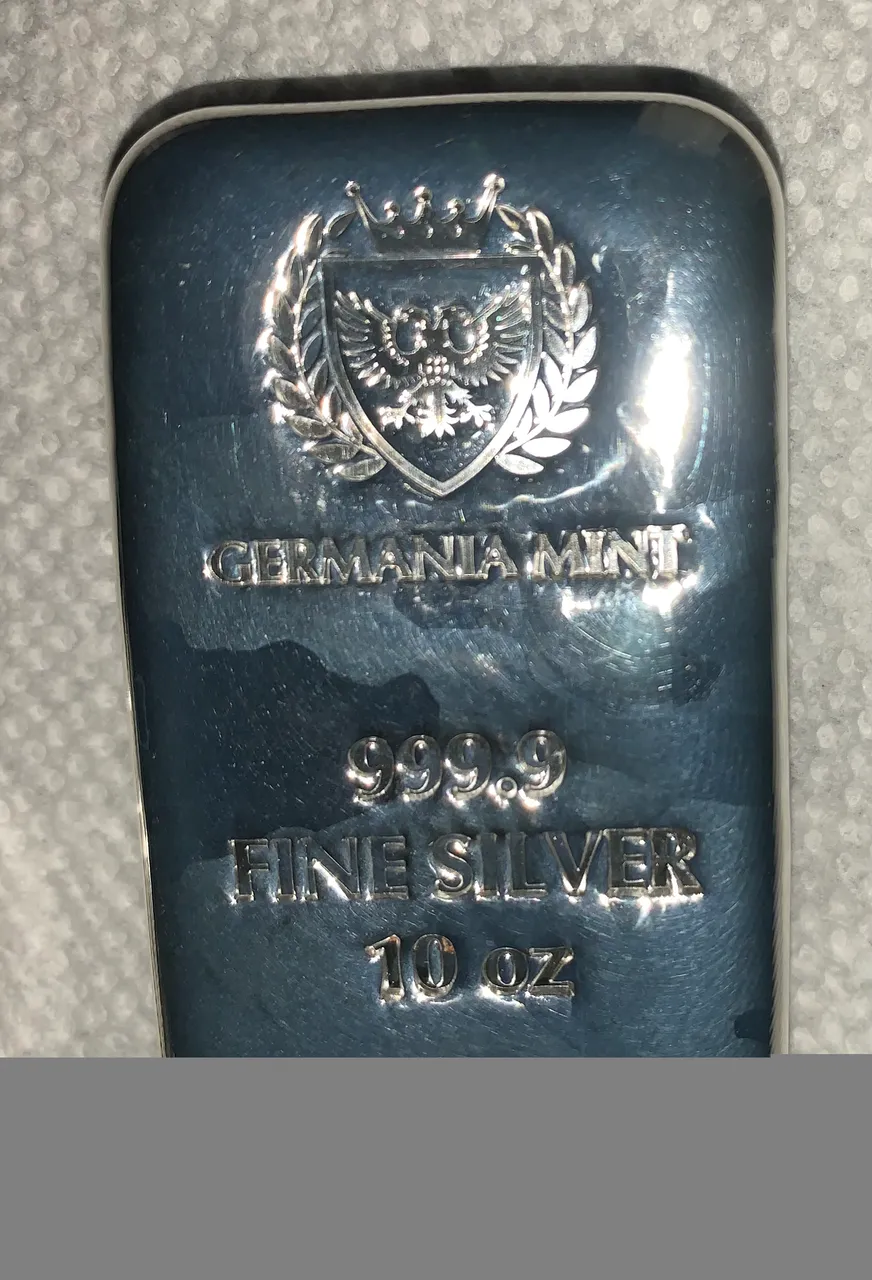 GERMANIA MINT
999.9
FINE SILVER
10 oz